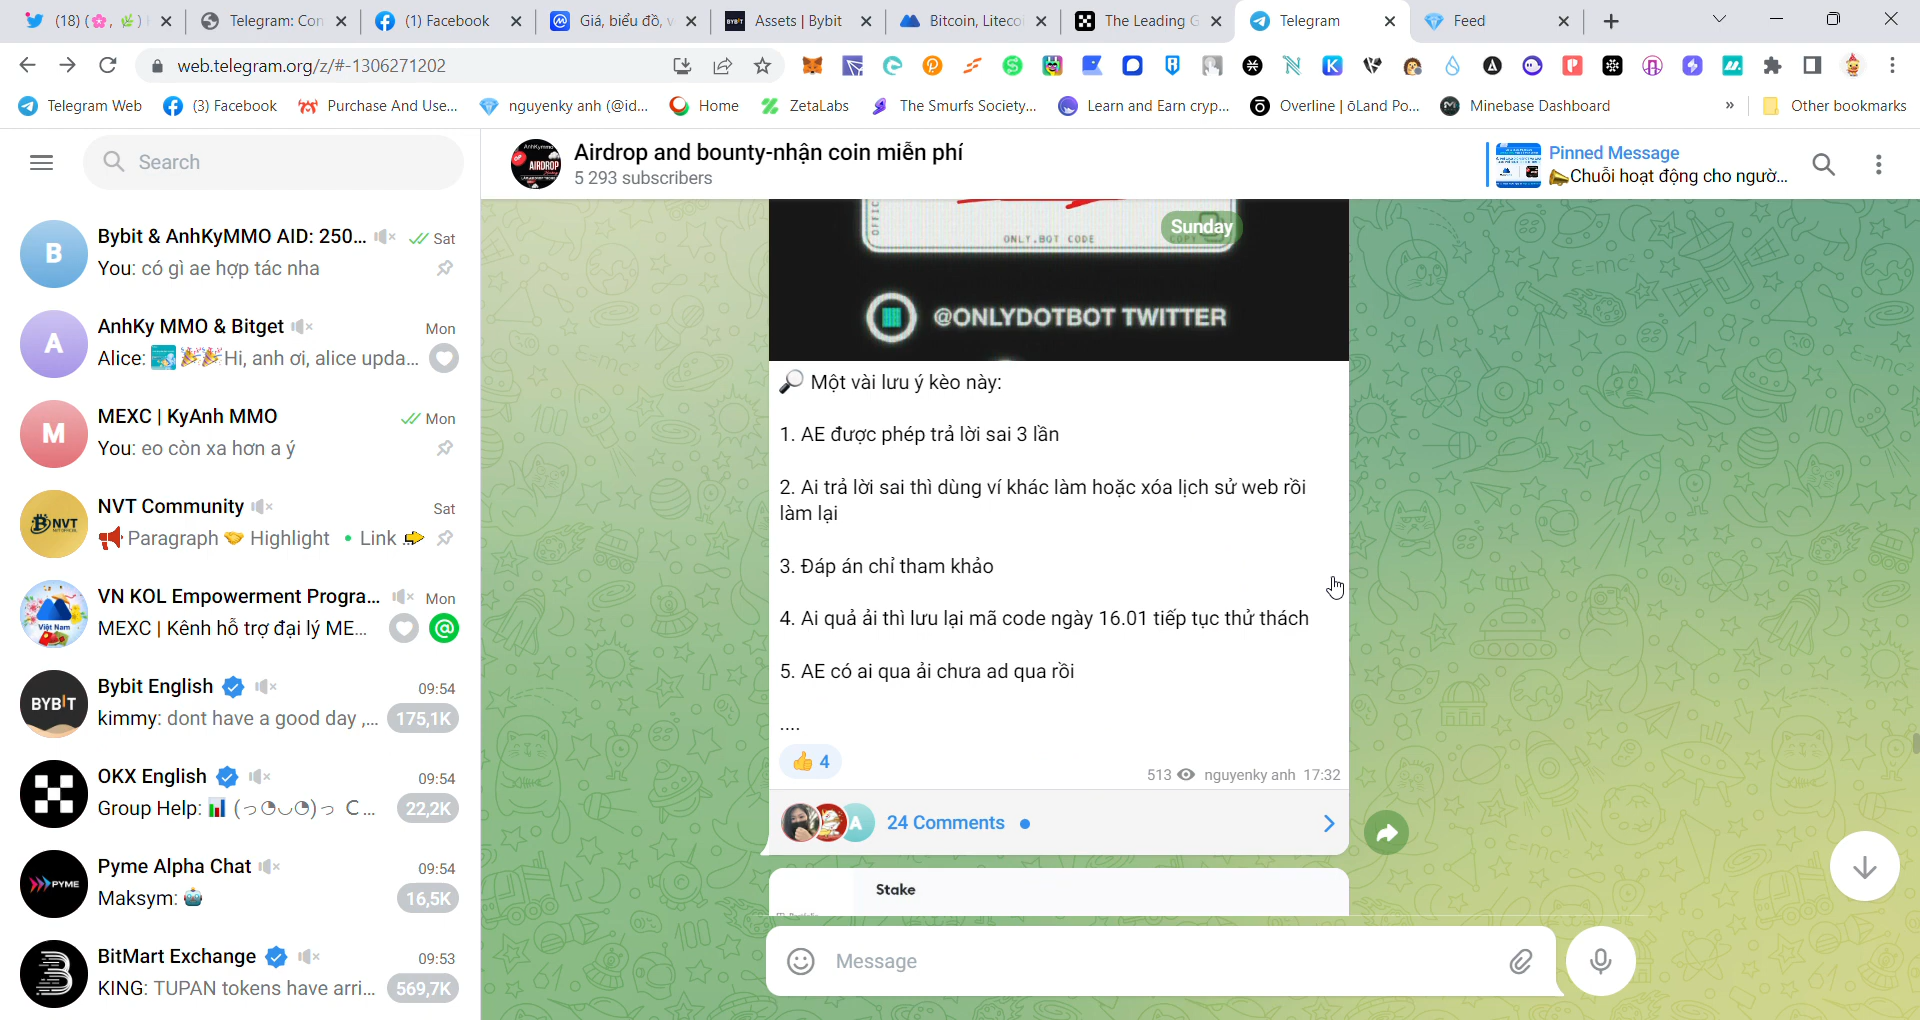 (18) (🌸, 🌿)
Telegram: Con
(1) Facebook
Giá, biểu đồ, v
Assets | Bybit
Bitcoin, Liteco
The Leading C
Telegram
Feed
web.telegram.org/z/#-1306271202
Telegram Web
(3) Facebook
Purchase And Use...
nguyenky anh (@id...
Home
ZetaLabs
The Smurfs Society...
Learn and Earn cryp...
Overline | ōLand Po...
Minebase Dashboard
»
Other bookmarks
Search
Airdrop and bounty-nhận coin miễn phí
5 293 subscribers
Pinned Message
📣Chuỗi hoạt động cho ngườ...
B
Bybit & AnhKyMMO AID: 250... Sat
You: có gì ae hợp tác nha
A
AnhKy MMO & Bitget Mon
Alice: 🎉🎉Hi, anh ơi, alice upda...
M
MEXC | KyAnh MMO Mon
You: eo còn xa hơn a ý
NVT
NVT Community Sat
📢 Paragraph 🤝 Highlight • Link ➡
Việt Nam
VN KOL Empowerment Progra... Mon
MEXC | Kênh hỗ trợ đại lý ME... @
BYBIT
Bybit English 09:54
kimmy: dont have a good day ,... 175,1K
OKX English 09:54
Group Help: 📊 (っ◔◡◔)っ C... 22,2K
PYME
Pyme Alpha Chat 09:54
Maksym: 🤖 16,5K
BitMart Exchange 09:53
KING: TUPAN tokens have arri... 569,7K
Sunday
OFFIC
ONLY.BOT CODE
COPY
@ONLYDOTBOT TWITTER
🔎 Một vài lưu ý kèo này:
1. AE được phép trả lời sai 3 lần
2. Ai trả lời sai thì dùng ví khác làm hoặc xóa lịch sử web rồi
làm lại
3. Đáp án chỉ tham khảo
4. Ai quả ải thì lưu lại mã code ngày 16.01 tiếp tục thử thách
5. AE có ai qua ải chưa ad qua rồi
....
👍 4
513 nguyenky anh 17:32
A
24 Comments
Stake
Message